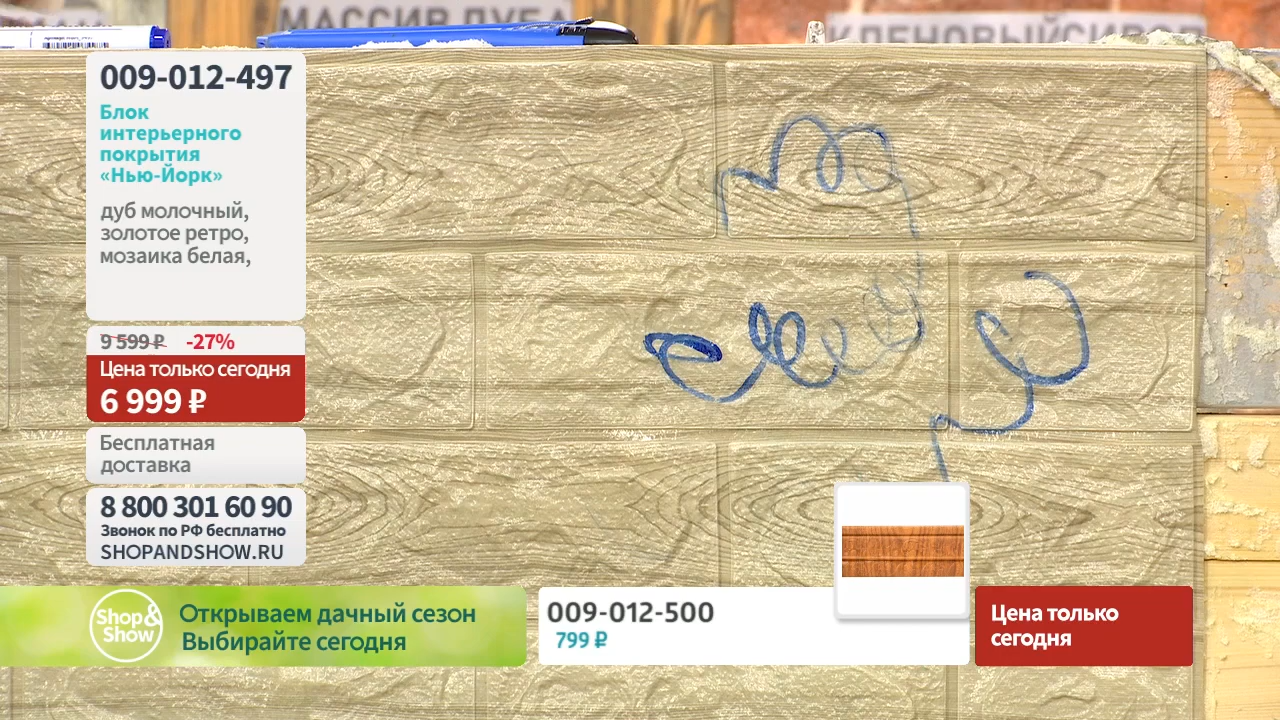 МАССИВ ДУБА
КЛЕНОВЫЙ СИРОП
009-012-497
Блок
интерьерного
покрытия
«Нью-Йорк»
дуб молочный,
золотое ретро,
мозаика белая,
9 599 ₽ -27%
Цена только сегодня
6 999 ₽
Бесплатная
доставка
8 800 301 60 90
Звонок по РФ бесплатно
SHOPANDSHOW.RU
Shop&
Show
Открываем дачный сезон
Выбирайте сегодня
009-012-500
799 ₽
Цена только
сегодня